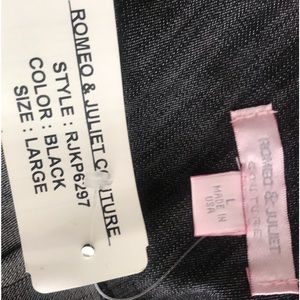 ROMEO & JULIET COUTURE
STYLE : RJKP6297
COLOR : BLACK
SIZE : LARGE
ROMEO & JULIET
COUTURE
L
MADE IN
USA